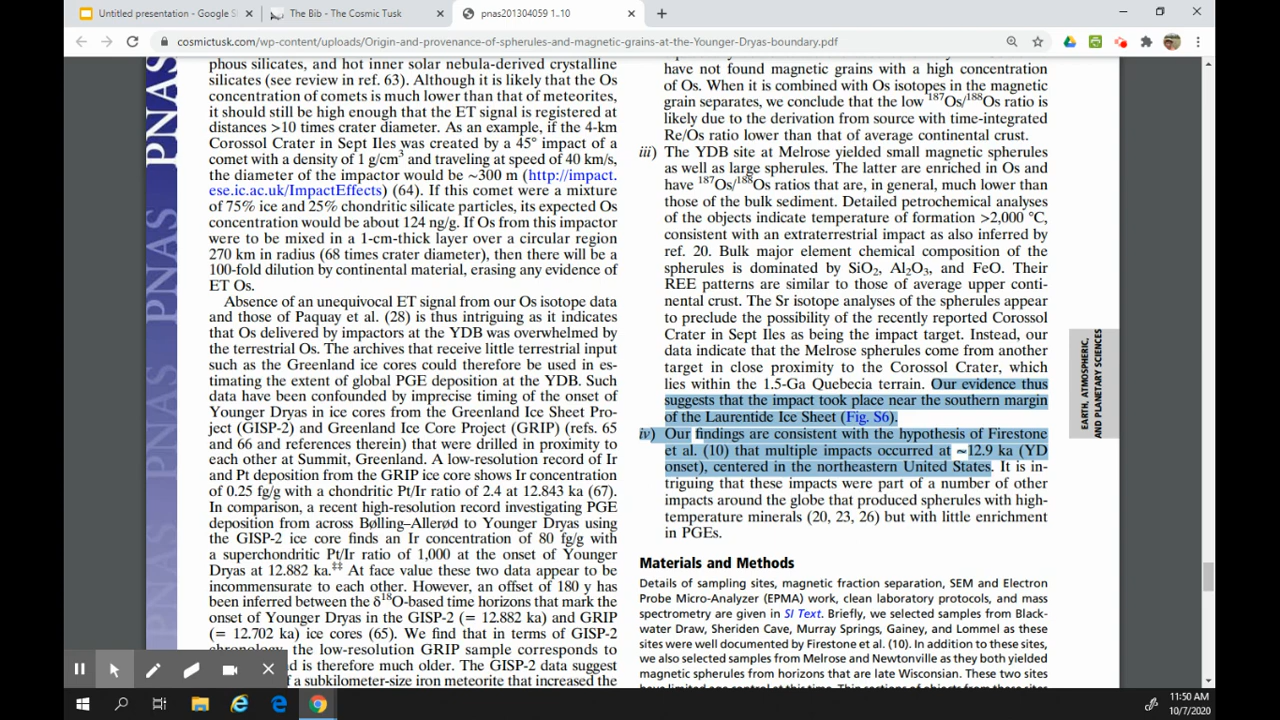 Untitled presentation - Google Sl
The Bib - The Cosmic Tusk
pnas201304059 1..10
cosmictusk.com/wp-content/uploads/Origin-and-provenance-of-spherules-and-magnetic-grains-at-the-Younger-Dryas-boundary.pdf
PNAS PNAS PNAS PNAS PNAS
phous silicates, and hot inner solar nebula-derived crystalline
silicates (see review in ref. 63). Although it is likely that the Os
concentration of comets is much lower than that of meteorites,
it should still be high enough that the ET signal is registered at
distances >10 times crater diameter. As an example, if the 4-km
Corossol Crater in Sept Iles was created by a 45° impact of a
comet with a density of 1 g/cm³ and traveling at speed of 40 km/s,
the diameter of the impactor would be ~300 m (http://impact.
ese.ic.ac.uk/ImpactEffects) (64). If this comet were a mixture
of 75% ice and 25% chondritic silicate particles, its expected Os
concentration would be about 124 ng/g. If Os from this impactor
were to be mixed in a 1-cm-thick layer over a circular region
270 km in radius (68 times crater diameter), then there will be a
100-fold dilution by continental material, erasing any evidence of
ET Os.
Absence of an unequivocal ET signal from our Os isotope data
and those of Paquay et al. (28) is thus intriguing as it indicates
that Os delivered by impactors at the YDB was overwhelmed by
the terrestrial Os. The archives that receive little terrestrial input
such as the Greenland ice cores could therefore be used in es-
timating the extent of global PGE deposition at the YDB. Such
data have been confounded by imprecise timing of the onset of
Younger Dryas in ice cores from the Greenland Ice Sheet Pro-
ject (GISP-2) and Greenland Ice Core Project (GRIP) (refs. 65
and 66 and references therein) that were drilled in proximity to
each other at Summit, Greenland. A low-resolution record of Ir
and Pt deposition from the GRIP ice core shows Ir concentration
of 0.25 fg/g with a chondritic Pt/Ir ratio of 2.4 at 12.843 ka (67).
In comparison, a recent high-resolution record investigating PGE
deposition from across Bølling–Allerød to Younger Dryas using
the GISP-2 ice core finds an Ir concentration of 80 fg/g with
a superchondritic Pt/Ir ratio of 1,000 at the onset of Younger
Dryas at 12.882 ka.‡‡ At face value these two data appear to be
incommensurate to each other. However, an offset of 180 y has
been inferred between the δ¹⁸O-based time horizons that mark the
onset of Younger Dryas in the GISP-2 (= 12.882 ka) and GRIP
(= 12.702 ka) ice cores (65). We find that in terms of GISP-2
the low-resolution GRIP sample corresponds to
d is therefore much older. The GISP-2 data suggest
f a subkilometer-size iron meteorite that increased the
have not found magnetic grains with a high concentration
of Os. When it is combined with Os isotopes in the magnetic
grain separates, we conclude that the low ¹⁸⁷Os/¹⁸⁸Os ratio is
likely due to the derivation from source with time-integrated
Re/Os ratio lower than that of average continental crust.
iii) The YDB site at Melrose yielded small magnetic spherules
as well as large spherules. The latter are enriched in Os and
have ¹⁸⁷Os/¹⁸⁸Os ratios that are, in general, much lower than
those of the bulk sediment. Detailed petrochemical analyses
of the objects indicate temperature of formation >2,000 °C,
consistent with an extraterrestrial impact as also inferred by
ref. 20. Bulk major element chemical composition of the
spherules is dominated by SiO₂, Al₂O₃, and FeO. Their
REE patterns are similar to those of average upper conti-
nental crust. The Sr isotope analyses of the spherules appear
to preclude the possibility of the recently reported Corossol
Crater in Sept Iles as being the impact target. Instead, our
data indicate that the Melrose spherules come from another
target in close proximity to the Corossol Crater, which
lies within the 1.5-Ga Quebecia terrain. Our evidence thus
suggests that the impact took place near the southern margin
of the Laurentide Ice Sheet (Fig. S6).
iv) Our findings are consistent with the hypothesis of Firestone
et al. (10) that multiple impacts occurred at ~12.9 ka (YD
onset), centered in the northeastern United States. It is in-
triguing that these impacts were part of a number of other
impacts around the globe that produced spherules with high-
temperature minerals (20, 23, 26) but with little enrichment
in PGEs.
Materials and Methods
Details of sampling sites, magnetic fraction separation, SEM and Electron
Probe Micro-Analyzer (EPMA) work, clean laboratory protocols, and mass
spectrometry are given in SI Text. Briefly, we selected samples from Black-
water Draw, Sheriden Cave, Murray Springs, Gainey, and Lommel as these
sites were well documented by Firestone et al. (10). In addition to these sites,
we also selected samples from Melrose and Newtonville as they both yielded
magnetic spherules from horizons that are late Wisconsian. These two sites
EARTH, ATMOSPHERIC,
AND PLANETARY SCIENCES
11:50 AM
10/7/2020